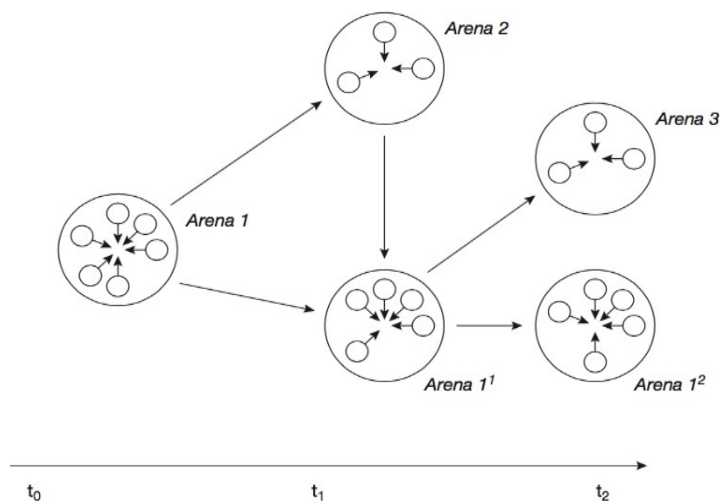 Arena 2
Arena 3
Arena 1
Arena 1¹
Arena 1²
t₀
t₁
t₂